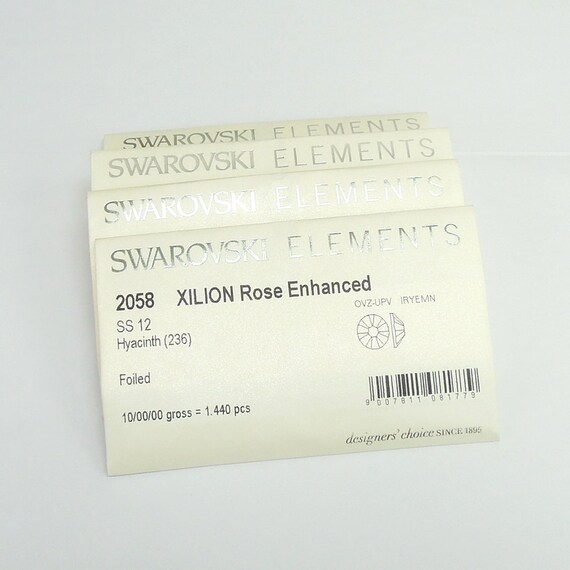 SWAROVSKI ELEMENTS
SWAROVSKI ELEMENTS
SWAROVSKI ELEMENTS
SWAROVSKI ELEMENTS
2058 XILION Rose Enhanced
OVZ-UPV IRYEMN
SS 12
Hyacinth (236)
Foiled
10/00/00 gross = 1.440 pcs
9 007811 081779
designers' choice SINCE 1895